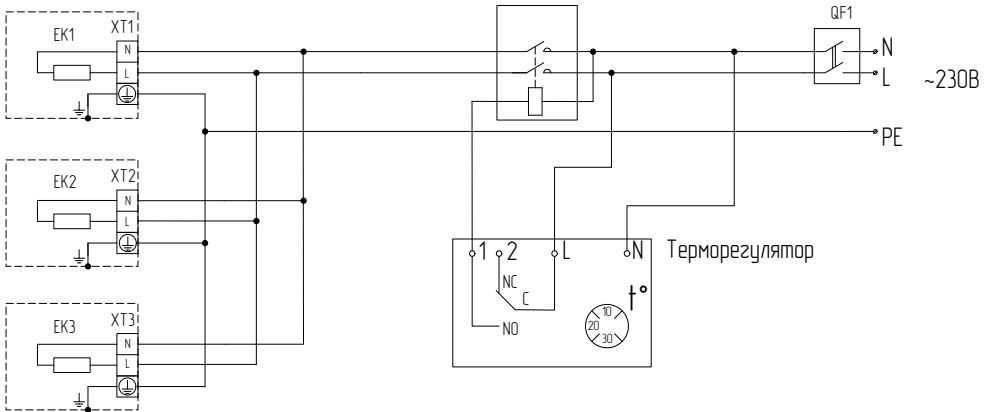 EK1
XT1
N
L
QF1
N
L
~230В
PE
EK2
XT2
N
L
1
2
L
N
Терморегулятор
NC
C
NO
t°
10
20
30
EK3
XT3
N
L